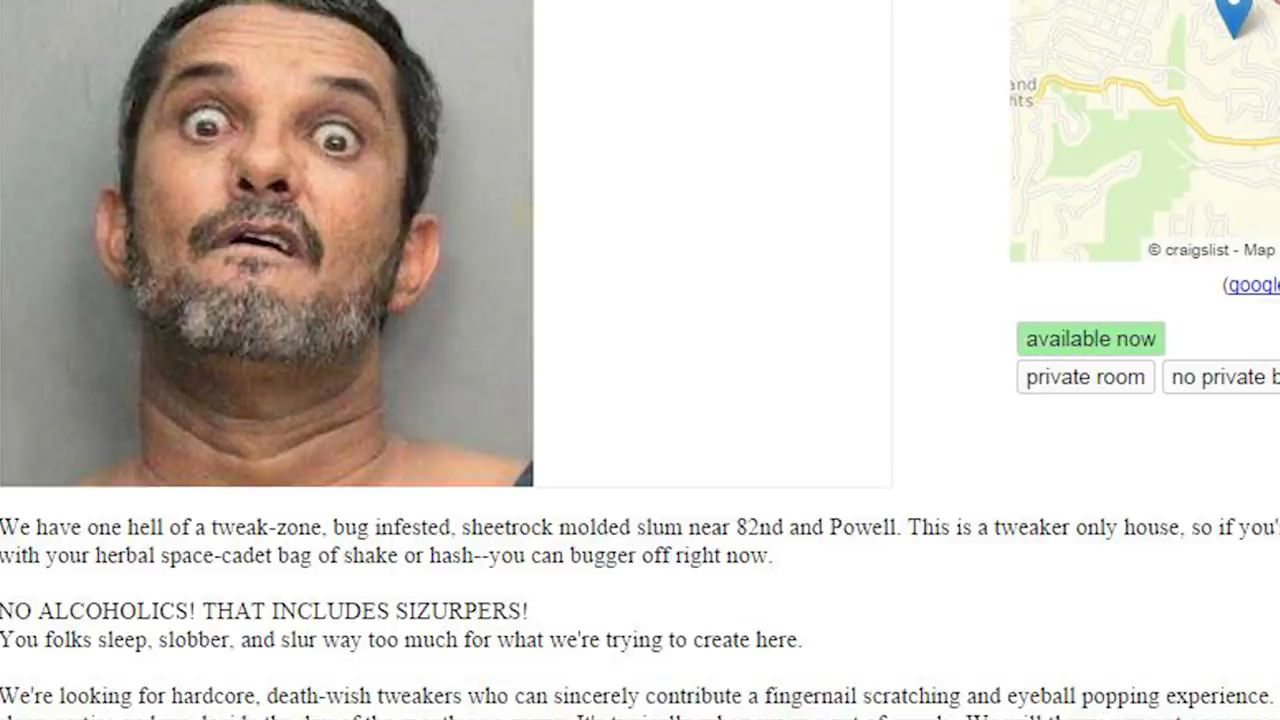 and
hts
© craigslist - Map
(google
available now
private room no private b
We have one hell of a tweak-zone, bug infested, sheetrock molded slum near 82nd and Powell. This is a tweaker only house, so if you'
with your herbal space-cadet bag of shake or hash--you can bugger off right now.
NO ALCOHOLICS! THAT INCLUDES SIZURPERS!
You folks sleep, slobber, and slur way too much for what we're trying to create here.
We're looking for hardcore, death-wish tweakers who can sincerely contribute a fingernail scratching and eyeball popping experience.